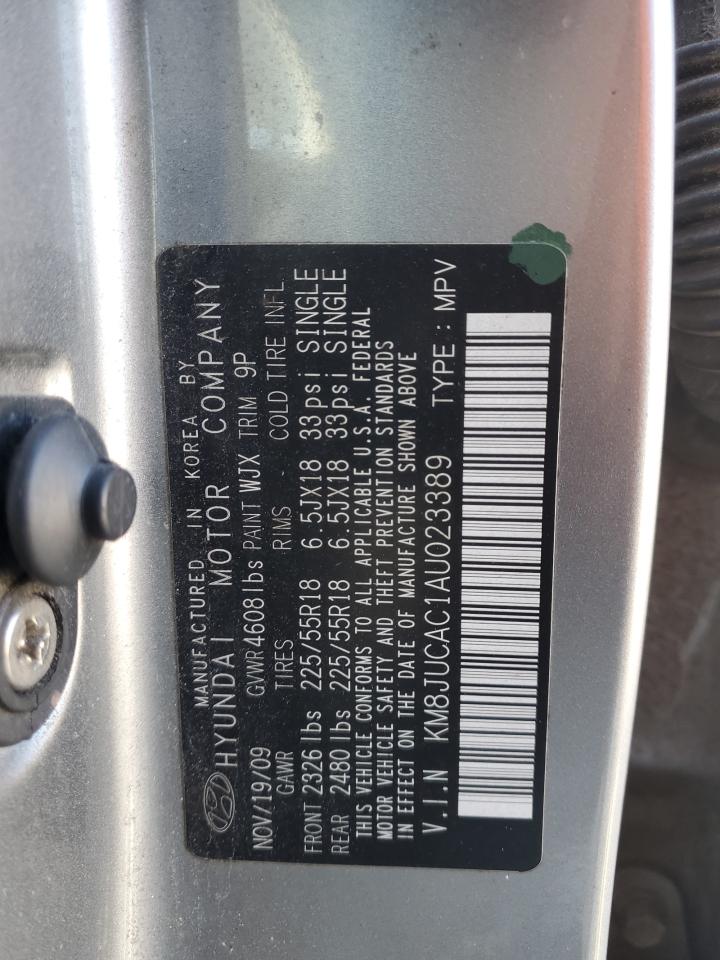 MANUFACTURED IN KOREA BY
HYUNDAI MOTOR COMPANY
NOV/19/09 GVWR 4608lbs PAINT WJX TRIM 9P
GAWR TIRES RIMS - COLD TIRE INFL
FRONT 2326 lbs 225/55R18 6.5JX18 33psi SINGLE
REAR 2480 lbs 225/55R18 6.5JX18 33psi SINGLE
THIS VEHICLE CONFORMS TO ALL APPLICABLE U.S.A. FEDERAL
MOTOR VEHICLE SAFETY AND THEFT PREVENTION STANDARDS
IN EFFECT ON THE DATE OF MANUFACTURE SHOWN ABOVE
V.I.N KM8JUCAC1AU023389 TYPE : MPV